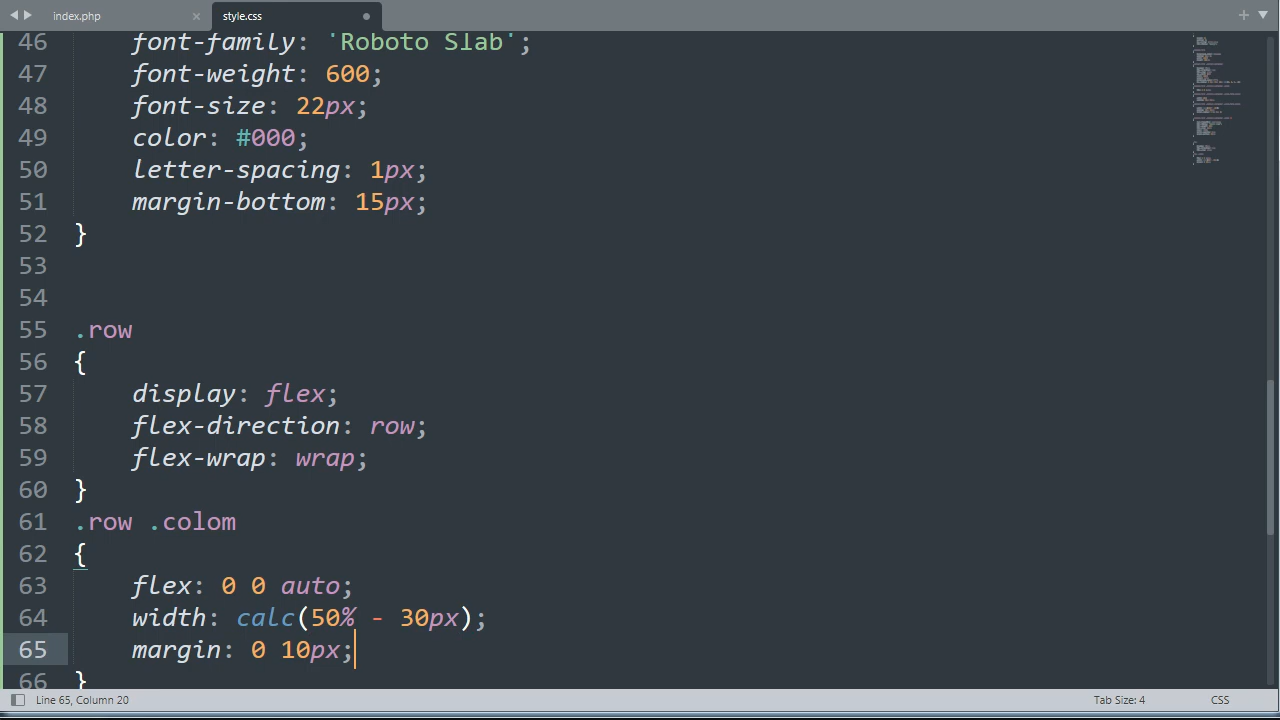 index.php
style.css
46 font-family: 'Roboto Slab';
47 font-weight: 600;
48 font-size: 22px;
49 color: #000;
50 letter-spacing: 1px;
51 margin-bottom: 15px;
52 }
53
54
55 .row
56 {
57 display: flex;
58 flex-direction: row;
59 flex-wrap: wrap;
60 }
61 .row .colom
62 {
63 flex: 0 0 auto;
64 width: calc(50% - 30px);
65 margin: 0 10px;
66 }
Line 65, Column 20
Tab Size: 4
CSS